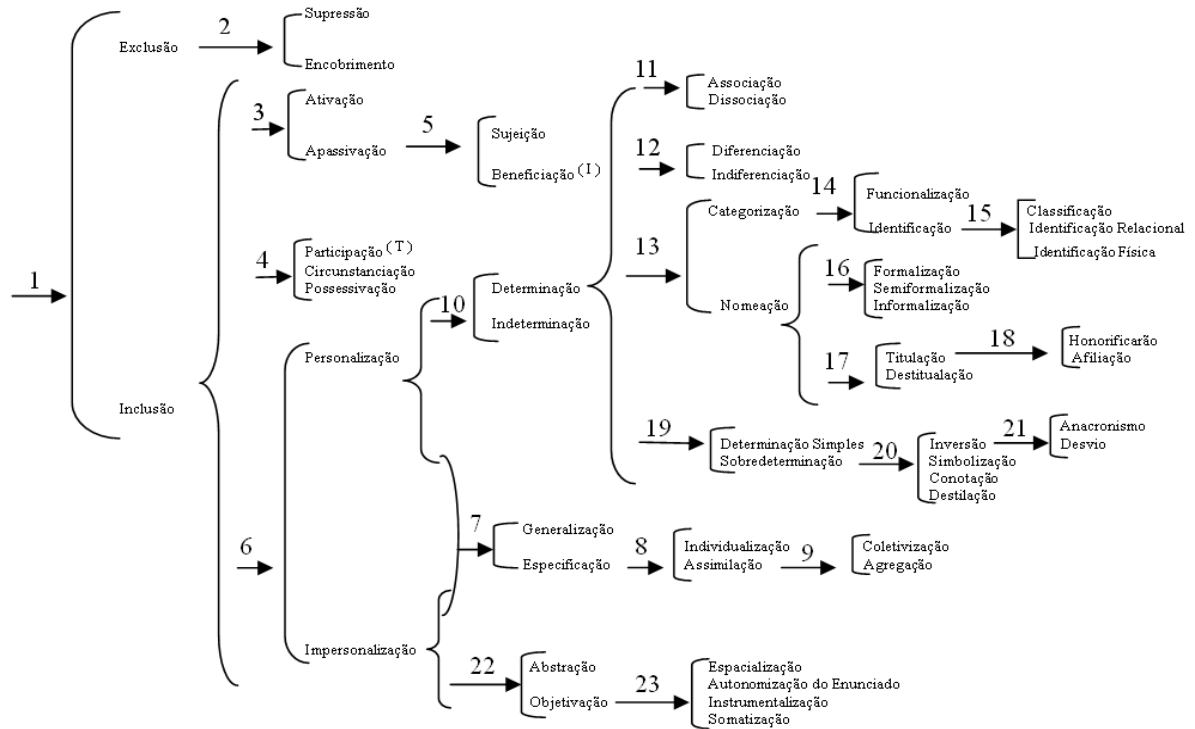 Supressão
2
Exclusão
Encobrimento
11
Associação
Dissociação
Ativação
3
5
Sujeição
Apassivação
Beneficiação (I)
12
Diferenciação
Indiferenciação
14
Funcionalização
Categorização
15
Classificação
Identificação
Identificação Relacional
Identificação Física
Participação (T)
4
Circunstanciação
Possessivação
13
1
16
Formalização
Semiformalização
Informalização
Determinação
10
Nomeação
Indeterminação
18
Honorificarão
Afiliação
Personalização
17
Titulação
Destitualação
Inclusão
19
21
Anacronismo
Desvio
Determinação Simples
Sobredeterminação
20
Inversão
Simbolização
Conotação
Destilação
7
Generalização
6
8
Individualização
9
Coletivização
Especificação
Assimilação
Agregação
Impersonalização
22
Abstração
23
Espacialização
Autonomização do Enunciado
Objetivação
Instrumentalização
Somatização